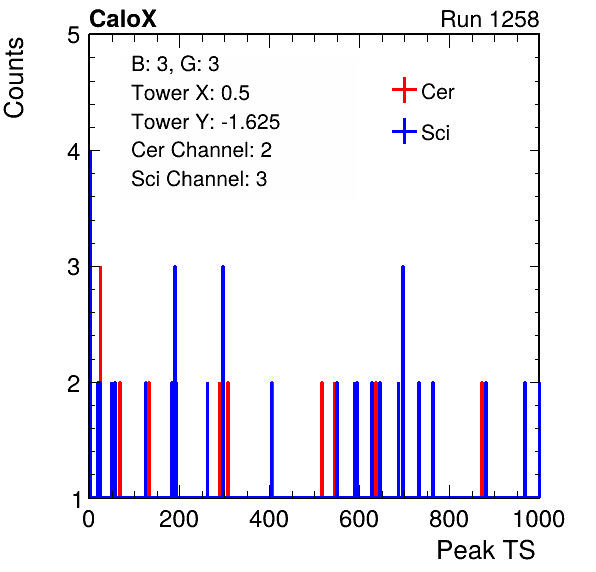 CaloX Run 1258
Counts
5
4
3
2
1
B: 3, G: 3
Tower X: 0.5
Tower Y: -1.625
Cer Channel: 2
Sci Channel: 3
Cer
Sci
0 200 400 600 800 1000
Peak TS